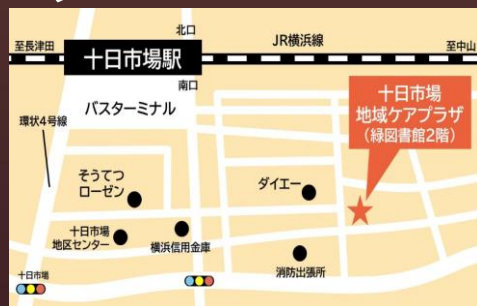 北口
至長津田
JR横浜線
至中山
十日市場駅
南口
バスターミナル
環状4号線
十日市場
地域ケアプラザ
(緑図書館2階)
そうてつ
ローゼン
ダイエー
十日市場
地区センター
横浜信用金庫
消防出張所
十日市場